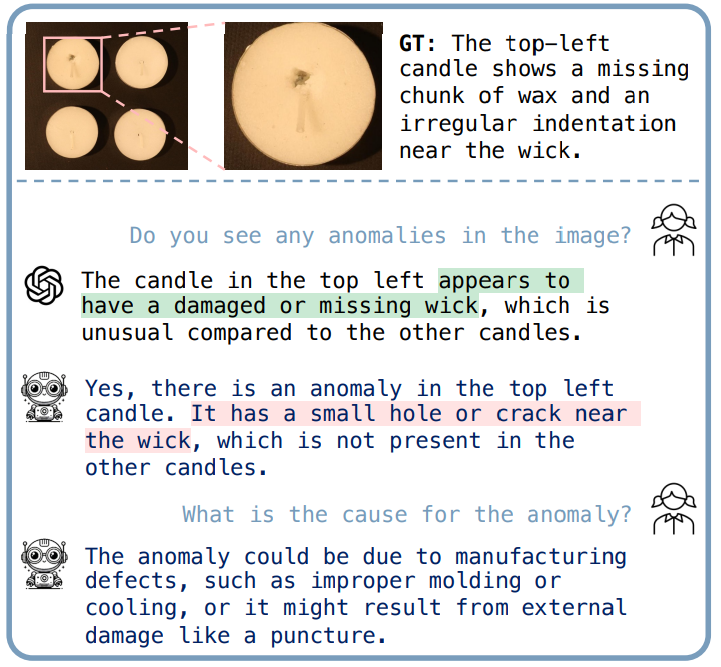 GT: The top-left
candle shows a missing
chunk of wax and an
irregular indentation
near the wick.
Do you see any anomalies in the image?
The candle in the top left appears to
have a damaged or missing wick, which is
unusual compared to the other candles.
Yes, there is an anomaly in the top left
candle. It has a small hole or crack near
the wick, which is not present in the
other candles.
What is the cause for the anomaly?
The anomaly could be due to manufacturing
defects, such as improper molding or
cooling, or it might result from external
damage like a puncture.